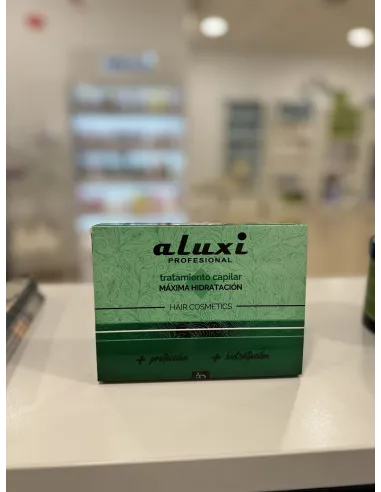 aluxi
PROFESIONAL
tratamiento capilar
MÁXIMA HIDRATACIÓN
HAIR COSMETICS
+ protección + hidratación